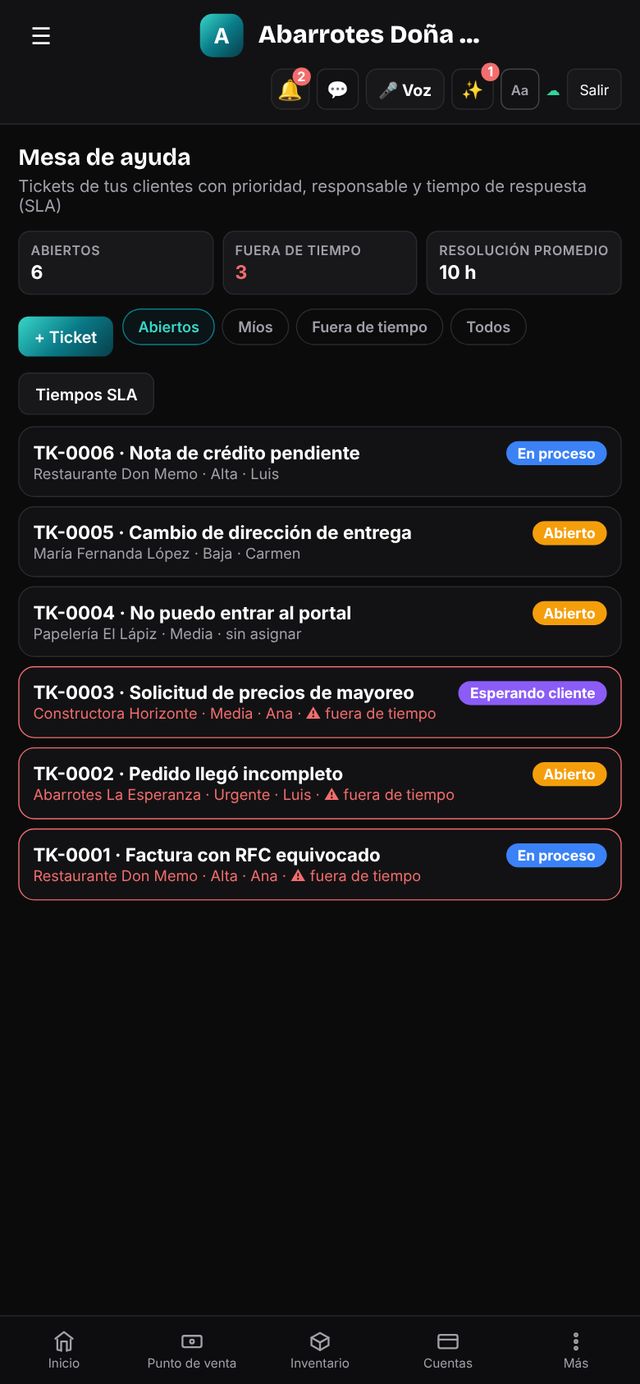 ☰ A Abarrotes Doña ...
🔔 2 💬 🎤 Voz ✨ 1 Aa ☁ Salir
Mesa de ayuda
Tickets de tus clientes con prioridad, responsable y tiempo de respuesta
(SLA)
ABIERTOS
6
FUERA DE TIEMPO
3
RESOLUCIÓN PROMEDIO
10 h
+ Ticket
Abiertos
Míos
Fuera de tiempo
Todos
Tiempos SLA
TK-0006 · Nota de crédito pendiente
En proceso
Restaurante Don Memo · Alta · Luis
TK-0005 · Cambio de dirección de entrega
Abierto
María Fernanda López · Baja · Carmen
TK-0004 · No puedo entrar al portal
Abierto
Papelería El Lápiz · Media · sin asignar
TK-0003 · Solicitud de precios de mayoreo
Esperando cliente
Constructora Horizonte · Media · Ana · ⚠ fuera de tiempo
TK-0002 · Pedido llegó incompleto
Abierto
Abarrotes La Esperanza · Urgente · Luis · ⚠ fuera de tiempo
TK-0001 · Factura con RFC equivocado
En proceso
Restaurante Don Memo · Alta · Ana · ⚠ fuera de tiempo
Inicio
Punto de venta
Inventario
Cuentas
Más